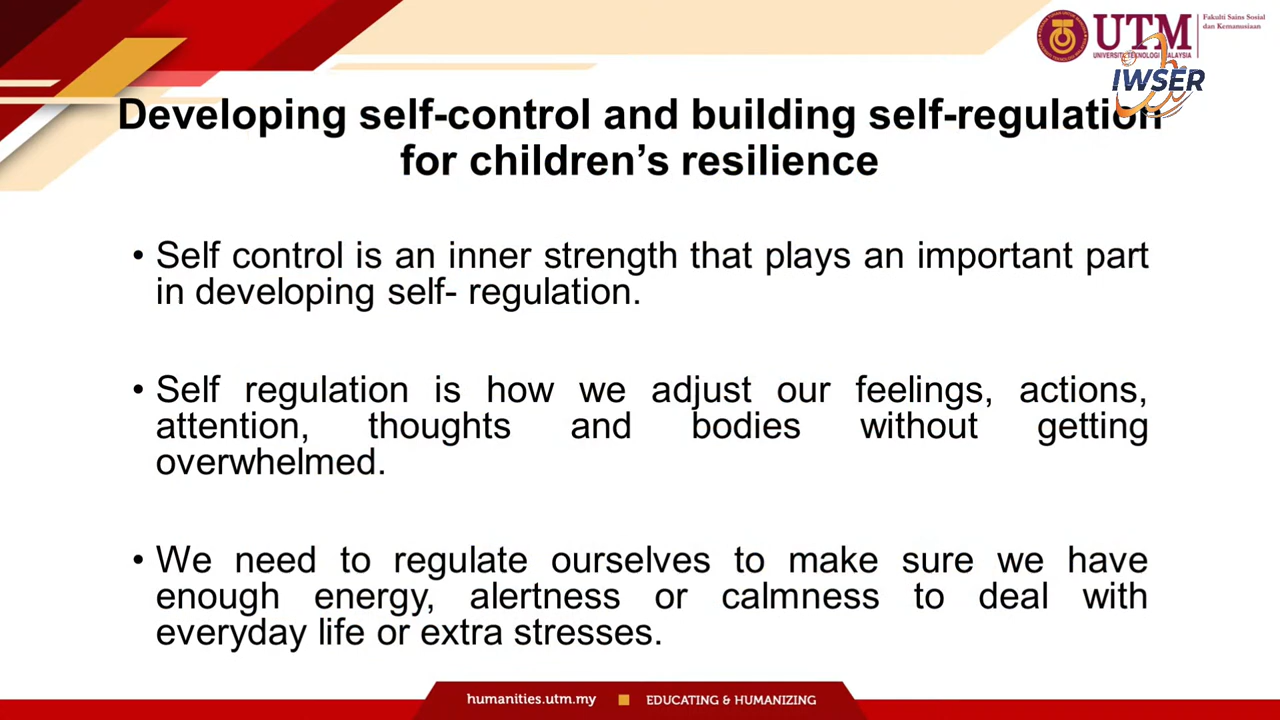 UTM
Fakulti Sains Sosial
dan Kemanusiaan
UNIVERSITI TEKNOLOGI MALAYSIA
IWSER
Developing self-control and building self-regulation
for children’s resilience
• Self control is an inner strength that plays an important part
in developing self- regulation.
• Self regulation is how we adjust our feelings, actions,
attention, thoughts and bodies without getting
overwhelmed.
• We need to regulate ourselves to make sure we have
enough energy, alertness or calmness to deal with
everyday life or extra stresses.
humanities.utm.my EDUCATING & HUMANIZING